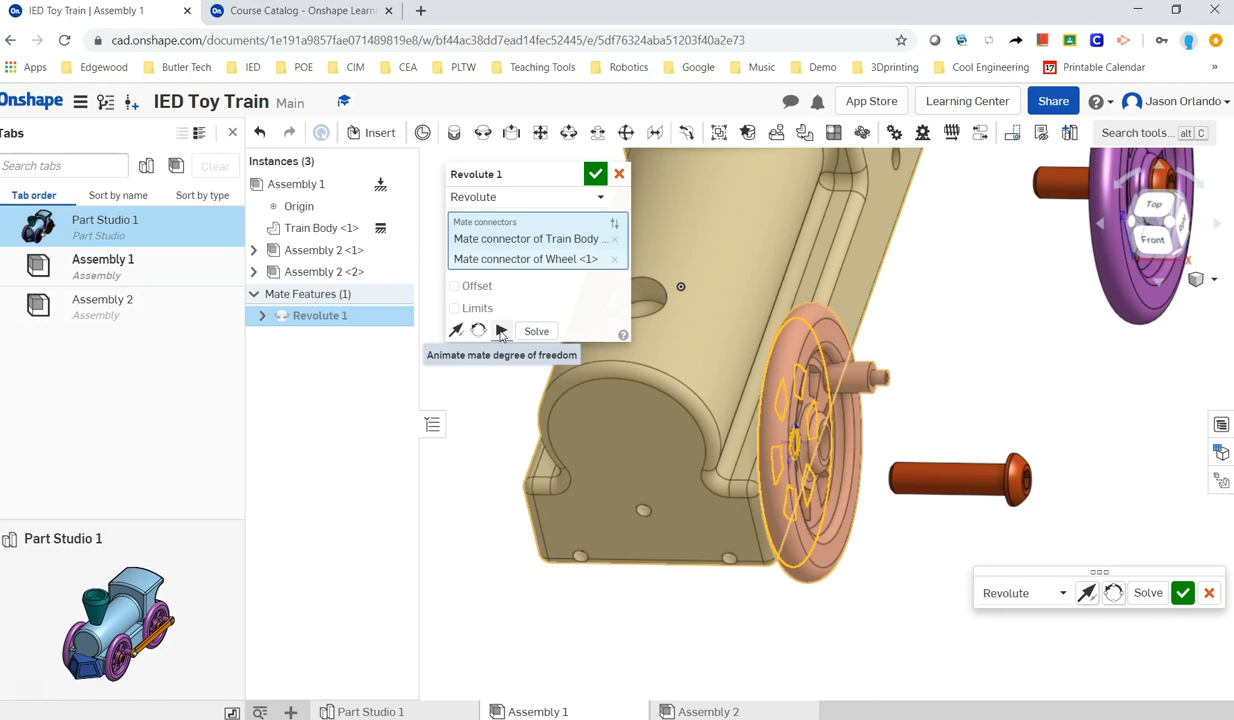 IED Toy Train | Assembly 1
Course Catalog - Onshape Learn
cad.onshape.com/documents/1e191a9857fae071489819e8/w/bf44ac38dd7ead14fec52445/e/5df76324aba51203f40a2e73
Apps
Edgewood
Butler Tech
IED
POE
CIM
CEA
PLTW
Teaching Tools
Robotics
Google
Music
Demo
3Dprinting
Cool Engineering
17
Printable Calendar
»
Onshape
IED Toy Train Main
App Store
Learning Center
Share
Jason Orlando
Tabs
Insert
Search tools...
alt C
Search tabs
Clear
Tab order
Sort by name
Sort by type
Part Studio 1
Part Studio
Assembly 1
Assembly
Assembly 2
Assembly
Instances (3)
Assembly 1
Origin
Train Body <1>
Assembly 2 <1>
Assembly 2 <2>
Mate Features (1)
Revolute 1
Revolute 1
Revolute
Mate connectors
Mate connector of Train Body ...
Mate connector of Wheel <1>
Offset
Limits
Solve
Animate mate degree of freedom
Top
Front
X
Revolute
Solve
Part Studio 1
Part Studio 1
Assembly 1
Assembly 2